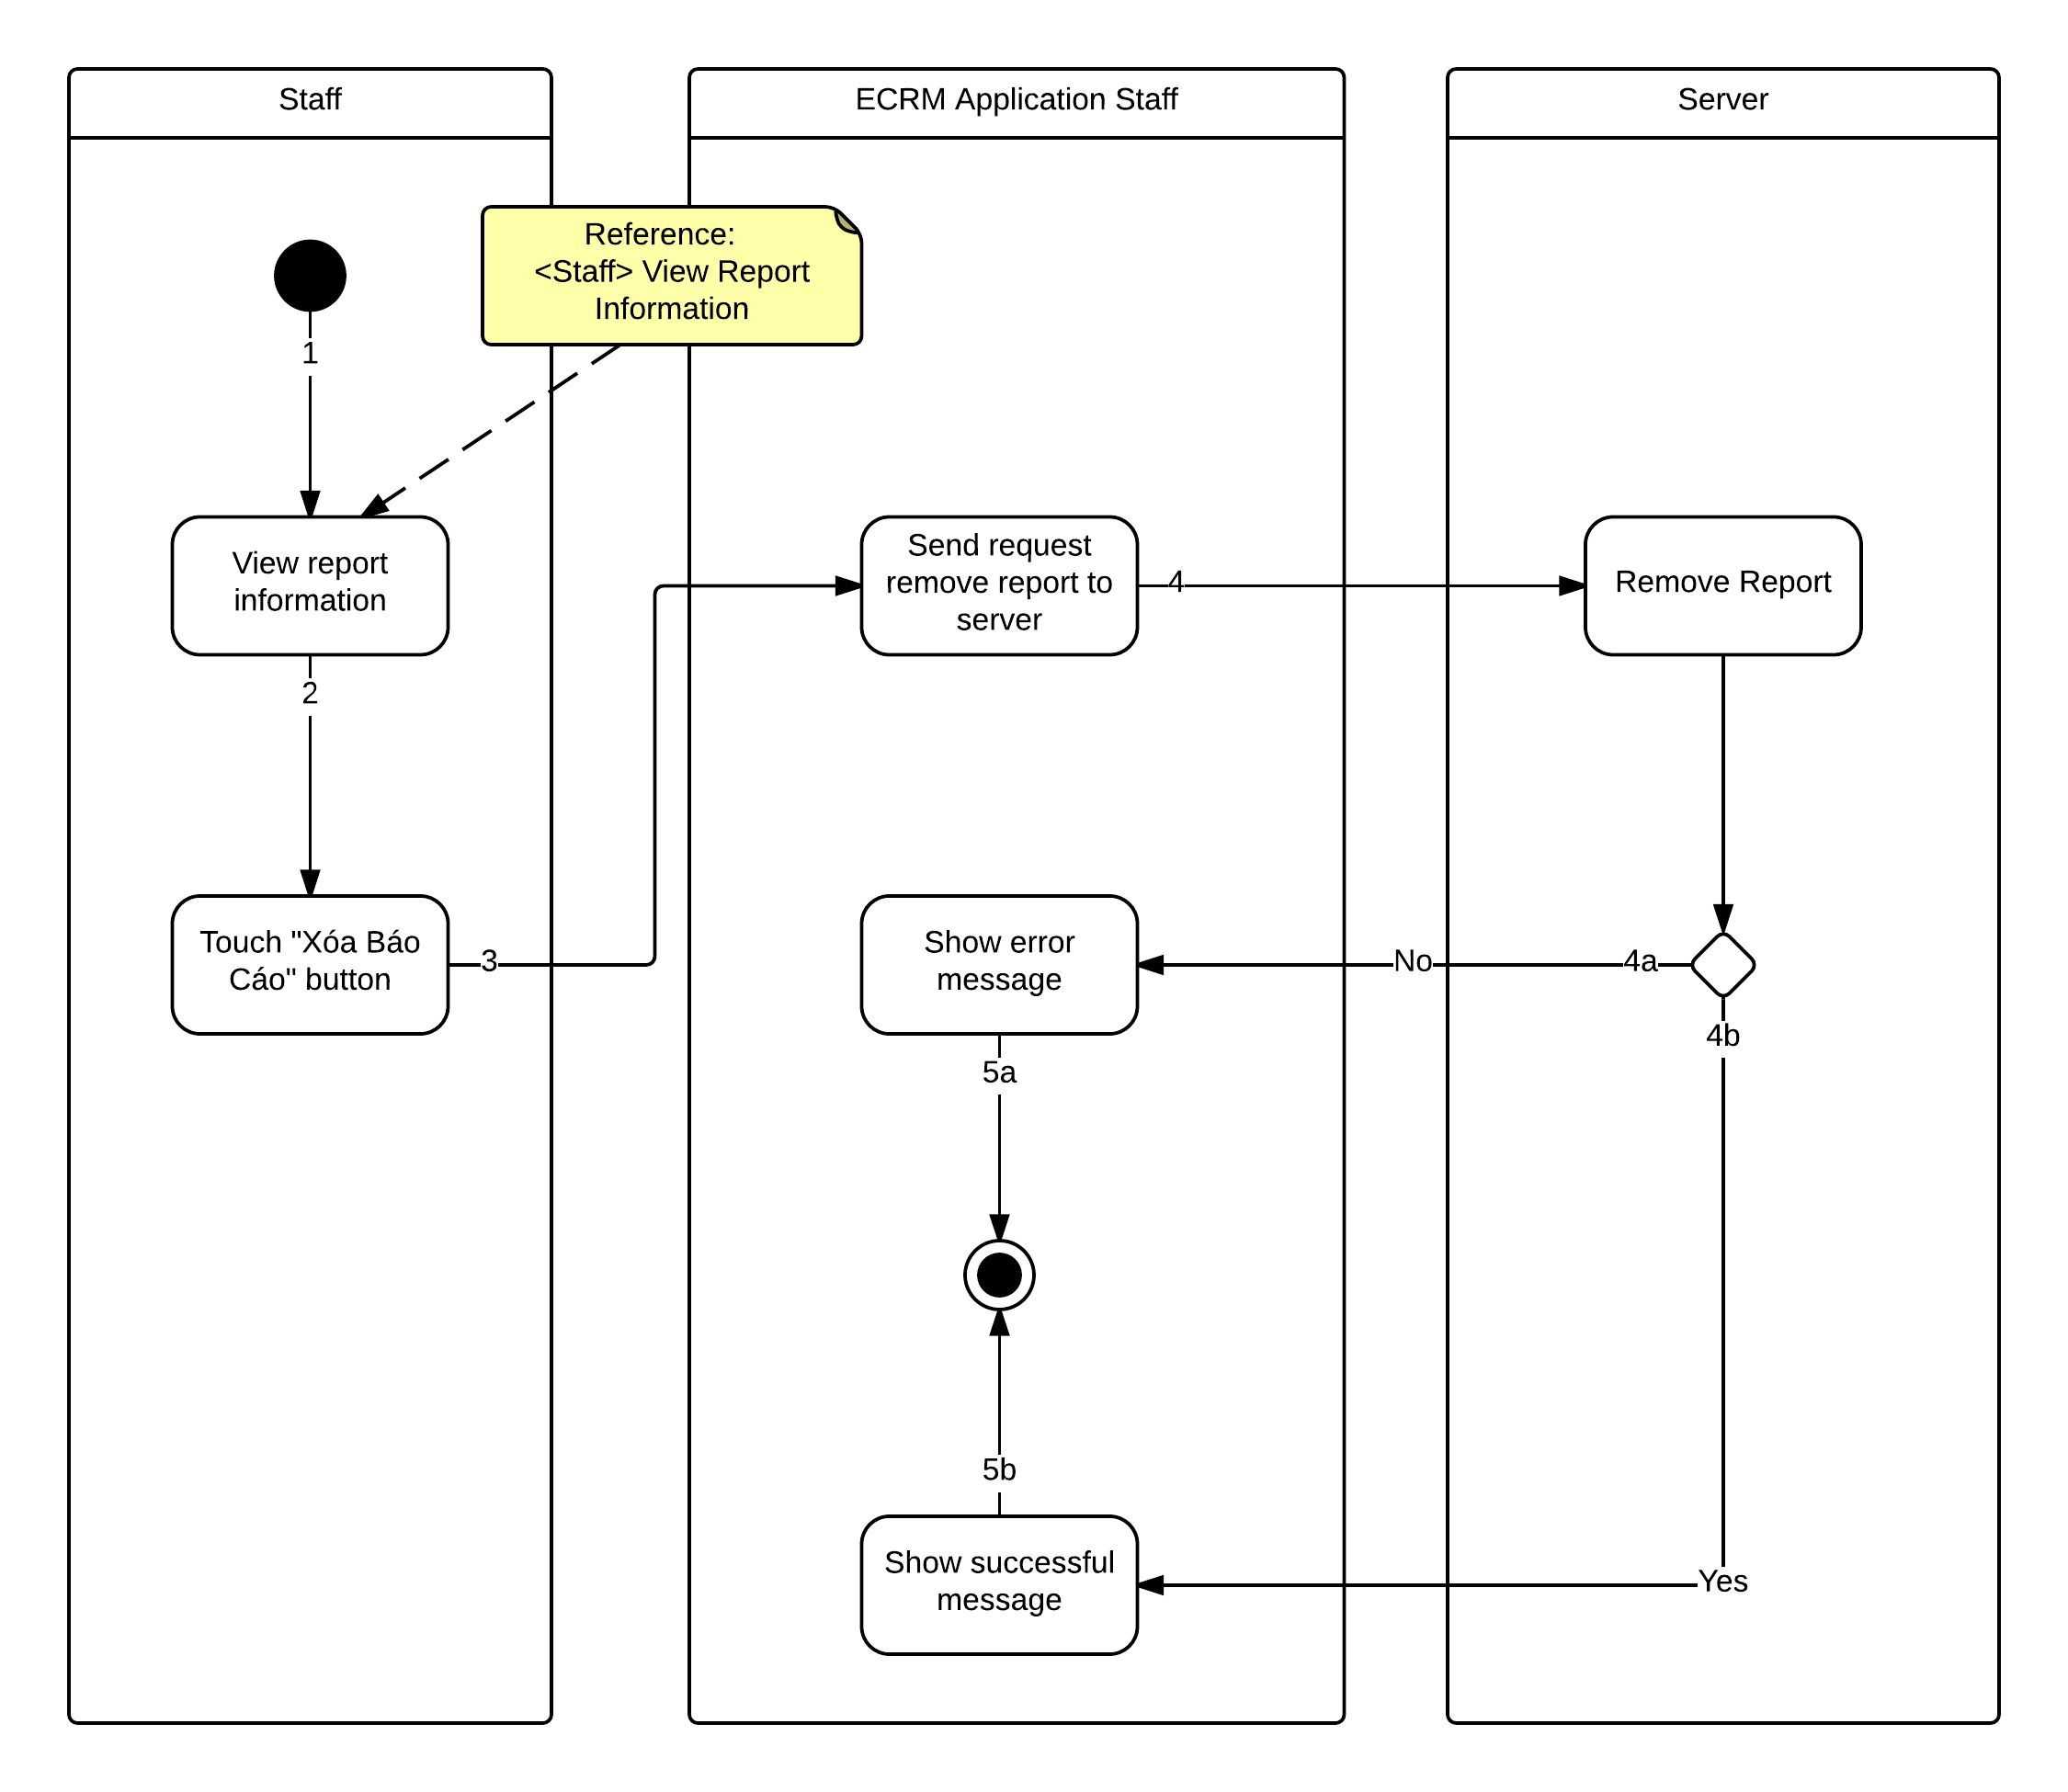 Staff
ECRM Application Staff
Server
Reference:
<Staff> View Report
Information
1
View report
information
Send request
remove report to
server
4
Remove Report
2
Touch "Xóa Báo
Cáo" button
3
Show error
message
No
4a
4b
5a
5b
Show successful
message
Yes